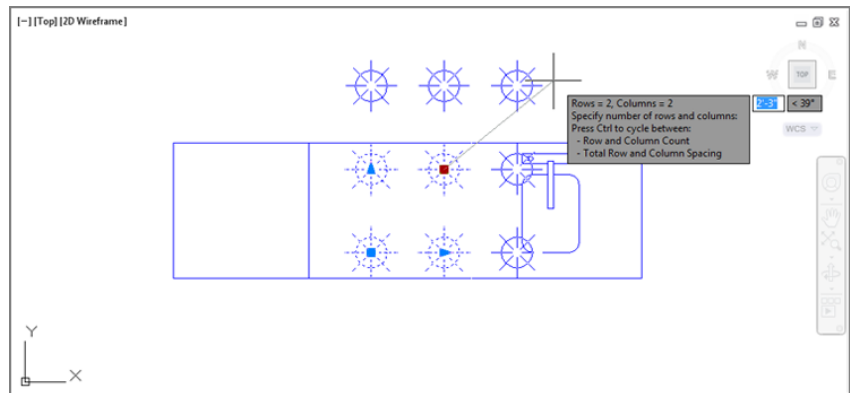 [−] [Top] [2D Wireframe]
N
W
TOP
E
Rows = 2, Columns = 2
Specify number of rows and columns:
Press Ctrl to cycle between:
- Row and Column Count
- Total Row and Column Spacing
2'-3"
< 39°
WCS
Y
X